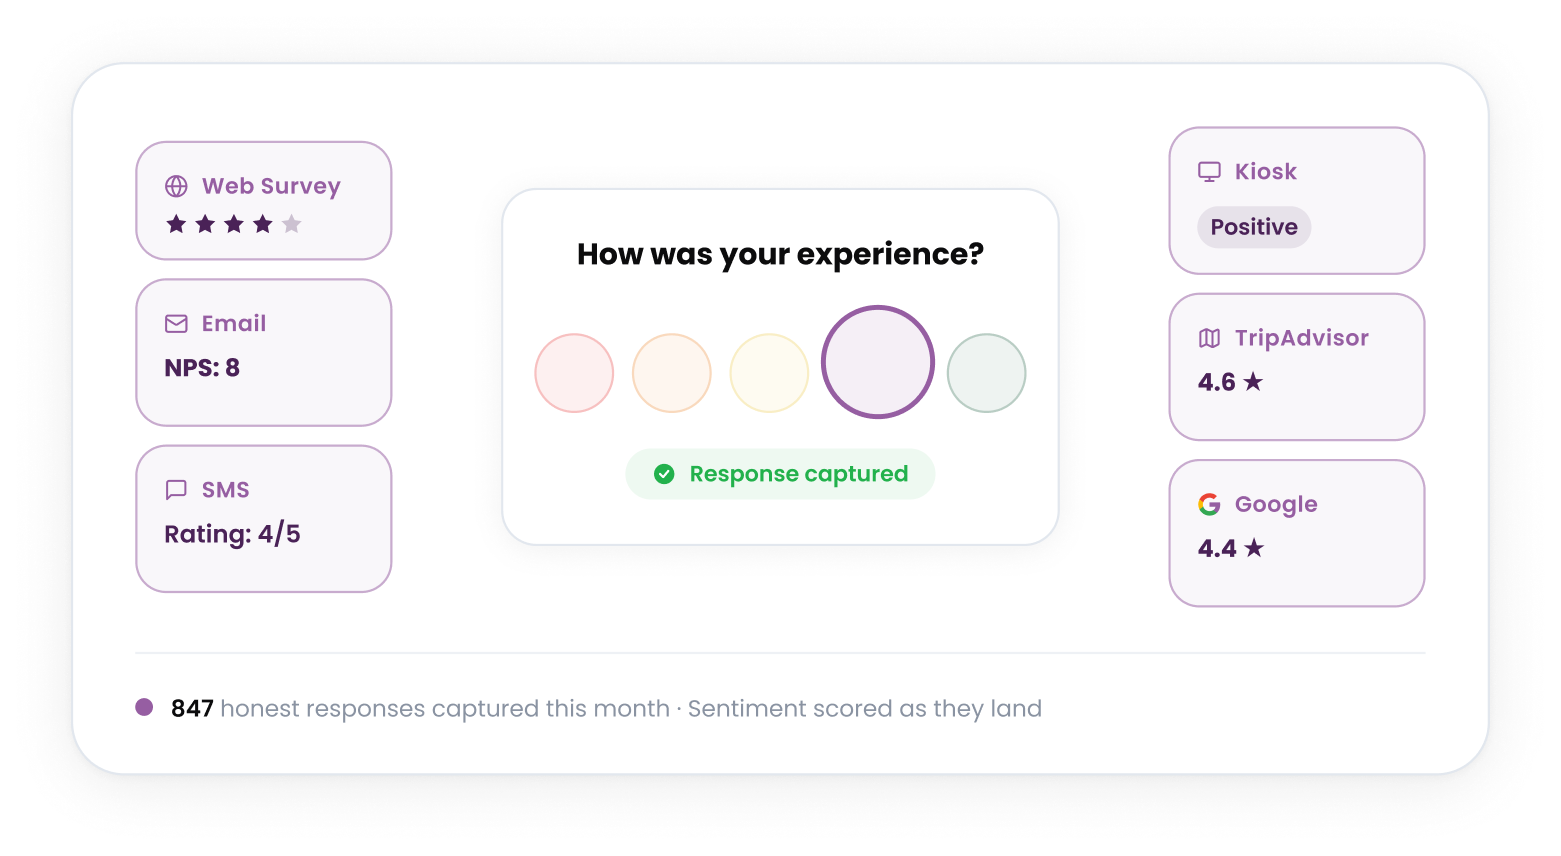 Web Survey
★★★★★
Email
NPS: 8
SMS
Rating: 4/5
How was your experience?
Response captured
Kiosk
Positive
TripAdvisor
4.6 ★
Google
4.4 ★
847 honest responses captured this month · Sentiment scored as they land